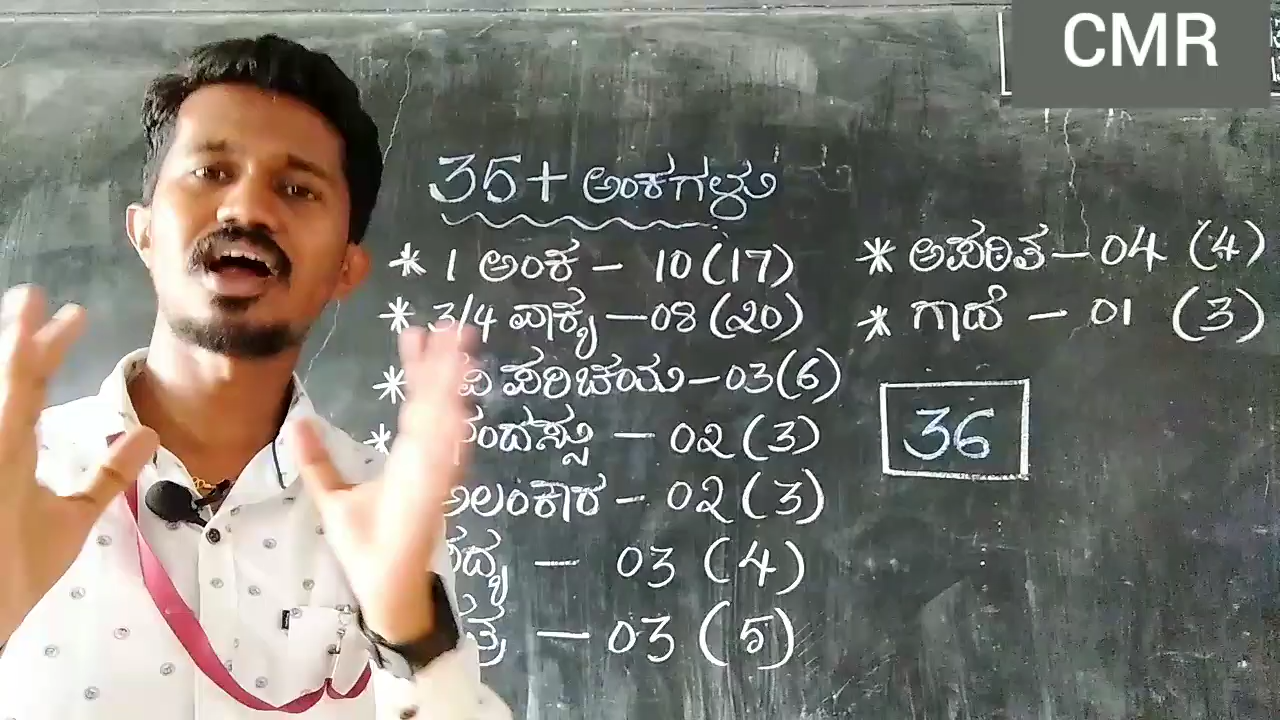 CMR
35+ ಅಂಕಗಳು
* 1 ಅಂಕ – 10 (17)
* 3/4 ವಾಕ್ಯ – 08 (20)
* ಪರಿಚಯ – 03 (6)
* – 02 (3)
ಅಲಂಕಾರ – 02 (3)
– 03 (4)
– 03 (5)
* ಅಪಠಿತ – 04 (4)
* ಗಾದೆ – 01 (3)
36